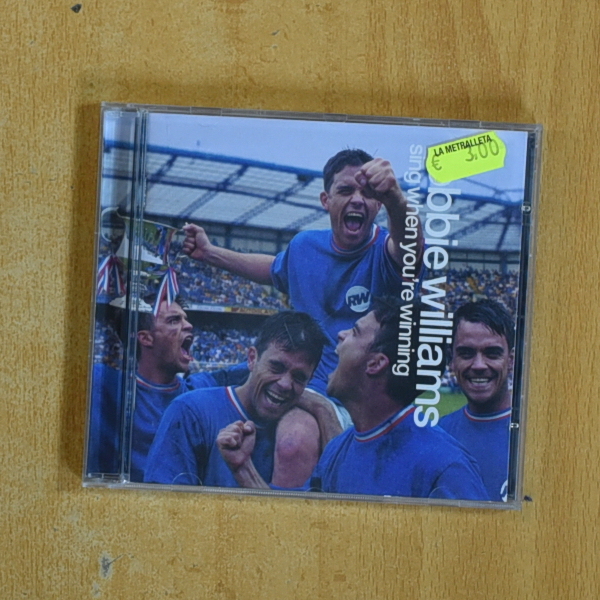 LA METRALLETA
€ 3.00
obbie williams
sing when you're winning
RW